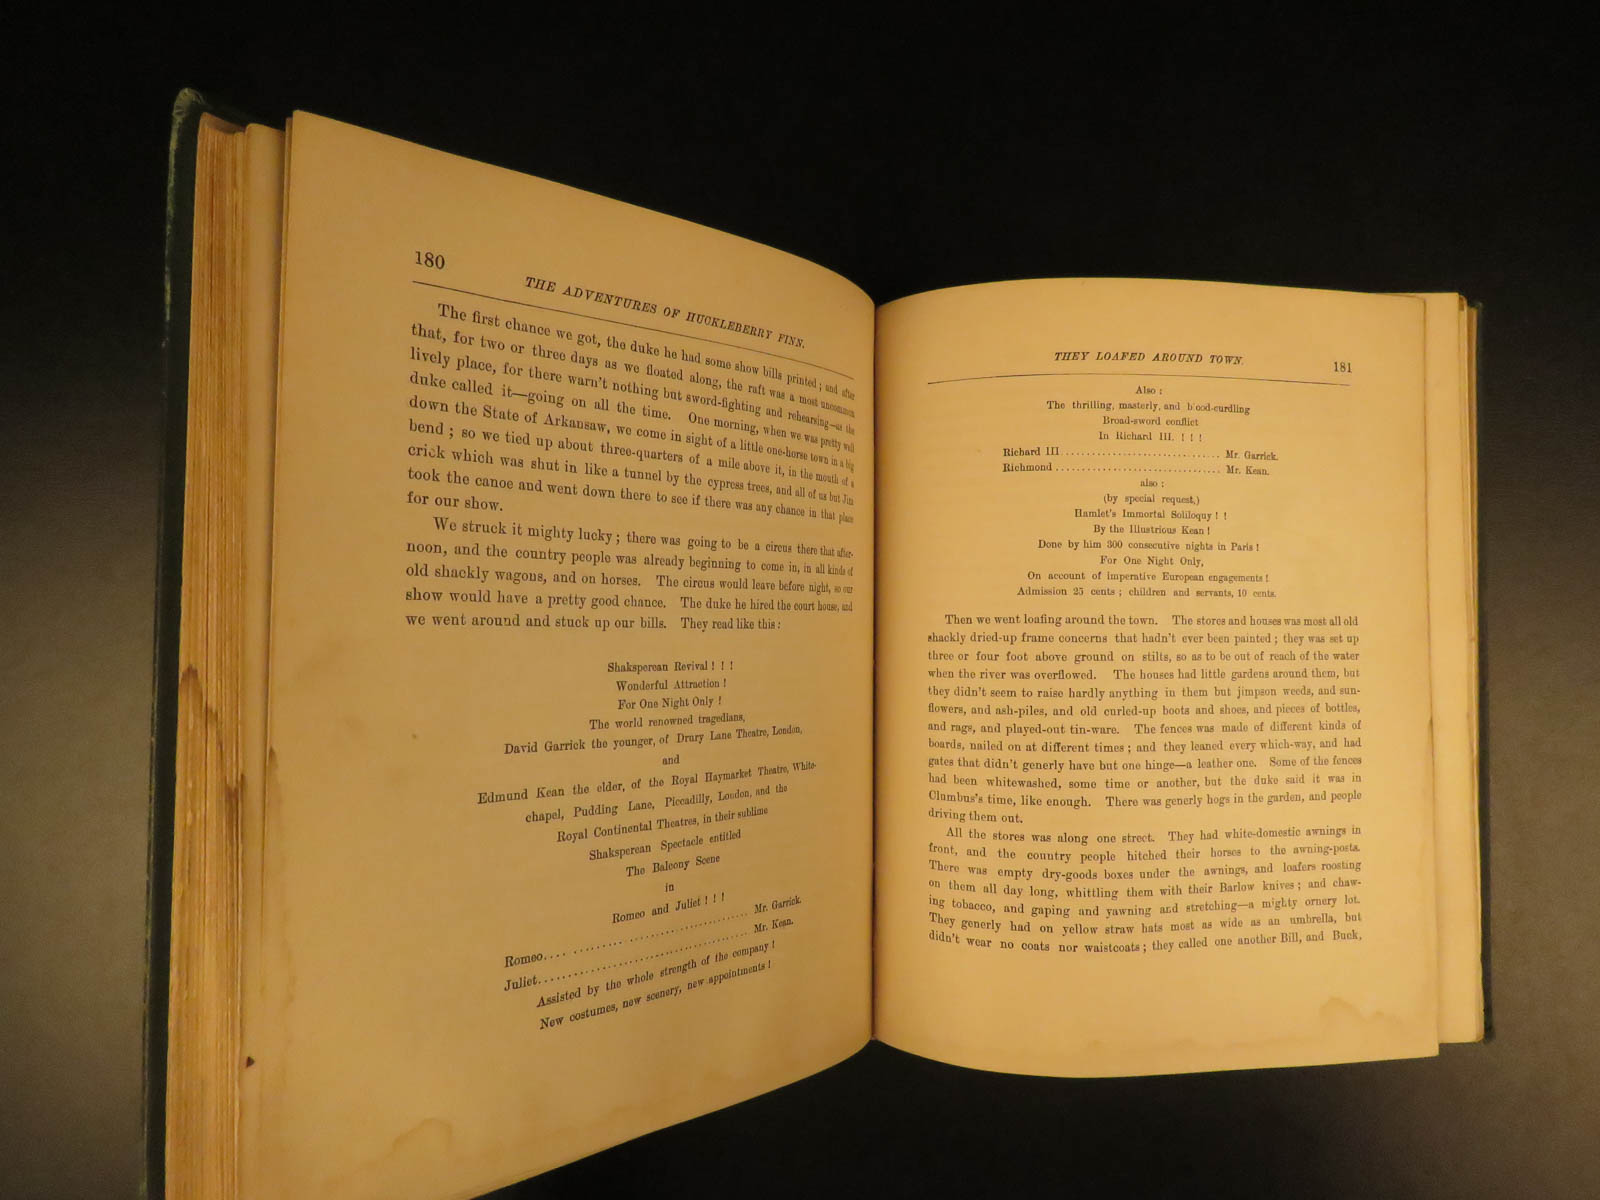 180
THE ADVENTURES OF HUCKLEBERRY FINN.
The first chance we got, the duke he had some show bills printed; and after
that, for two or three days as we floated along, the raft was a most uncommon
lively place, for there warn't nothing but sword-fighting and rehearsing—as the
duke called it—going on all the time. One morning, when we was pretty well
down the State of Arkansaw, we come in sight of a little one-horse town in a big
bend; so we tied up about three-quarters of a mile above it, in the mouth of a
crick which was shut in like a tunnel by the cypress trees, and all of us but Jim
took the canoe and went down there to see if there was any chance in that place
for our show.
We struck it mighty lucky; there was going to be a circus there that after-
noon, and the country people was already beginning to come in, in all kinds of
old shackly wagons, and on horses. The circus would leave before night, so our
show would have a pretty good chance. The duke he hired the court house, and
we went around and stuck up our bills. They read like this:
Shaksperean Revival! ! !
Wonderful Attraction!
For One Night Only!
The world renowned tragedians,
David Garrick the younger, of Drury Lane Theatre, London,
and
Edmund Kean the elder, of the Royal Haymarket Theatre, White-
chapel, Pudding Lane, Piccadilly, London, and the
Royal Continental Theatres, in their sublime
Shaksperean Spectacle entitled
The Balcony Scene
in
Romeo and Juliet! ! !
Romeo........................................ Mr. Garrick.
Juliet........................................ Mr. Kean.
Assisted by the whole strength of the company!
New costumes, new scenery, new appointments!
THEY LOAFED AROUND TOWN.
181
Also:
The thrilling, masterly, and blood-curdling
Broad-sword conflict
In Richard III. ! ! !
Richard III.............................. Mr. Garrick.
Richmond................................ Mr. Kean.
also:
(by special request,)
Hamlet's Immortal Soliloquy! !
By the Illustrious Kean!
Done by him 300 consecutive nights in Paris!
For One Night Only,
On account of imperative European engagements!
Admission 25 cents; children and servants, 10 cents.
Then we went loafing around the town. The stores and houses was most all old
shackly dried-up frame concerns that hadn't ever been painted; they was set up
three or four foot above ground on stilts, so as to be out of reach of the water
when the river was overflowed. The houses had little gardens around them, but
they didn't seem to raise hardly anything in them but jimpson weeds, and sun-
flowers, and ash-piles, and old curled-up boots and shoes, and pieces of bottles,
and rags, and played-out tin-ware. The fences was made of different kinds of
boards, nailed on at different times; and they leaned every which-way, and had
gates that didn't generly have but one hinge—a leather one. Some of the fences
had been whitewashed, some time or another, but the duke said it was in
Clumbus's time, like enough. There was generly hogs in the garden, and people
driving them out.
All the stores was along one street. They had white-domestic awnings in
front, and the country people hitched their horses to the awning-posts.
There was empty dry-goods boxes under the awnings, and loafers roosting
on them all day long, whittling them with their Barlow knives; and chaw-
ing tobacco, and gaping and yawning and stretching—a mighty ornery lot.
They generly had on yellow straw hats most as wide as an umbrella, but
didn't wear no coats nor waistcoats; they called one another Bill, and Buck,